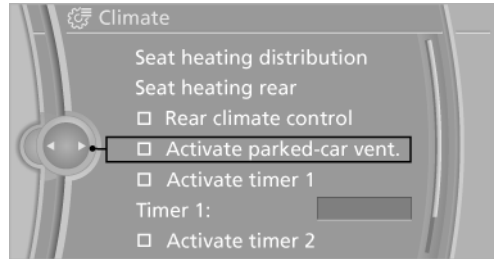 Climate
Seat heating distribution
Seat heating rear
Rear climate control
Activate parked-car vent.
Activate timer 1
Timer 1:
Activate timer 2